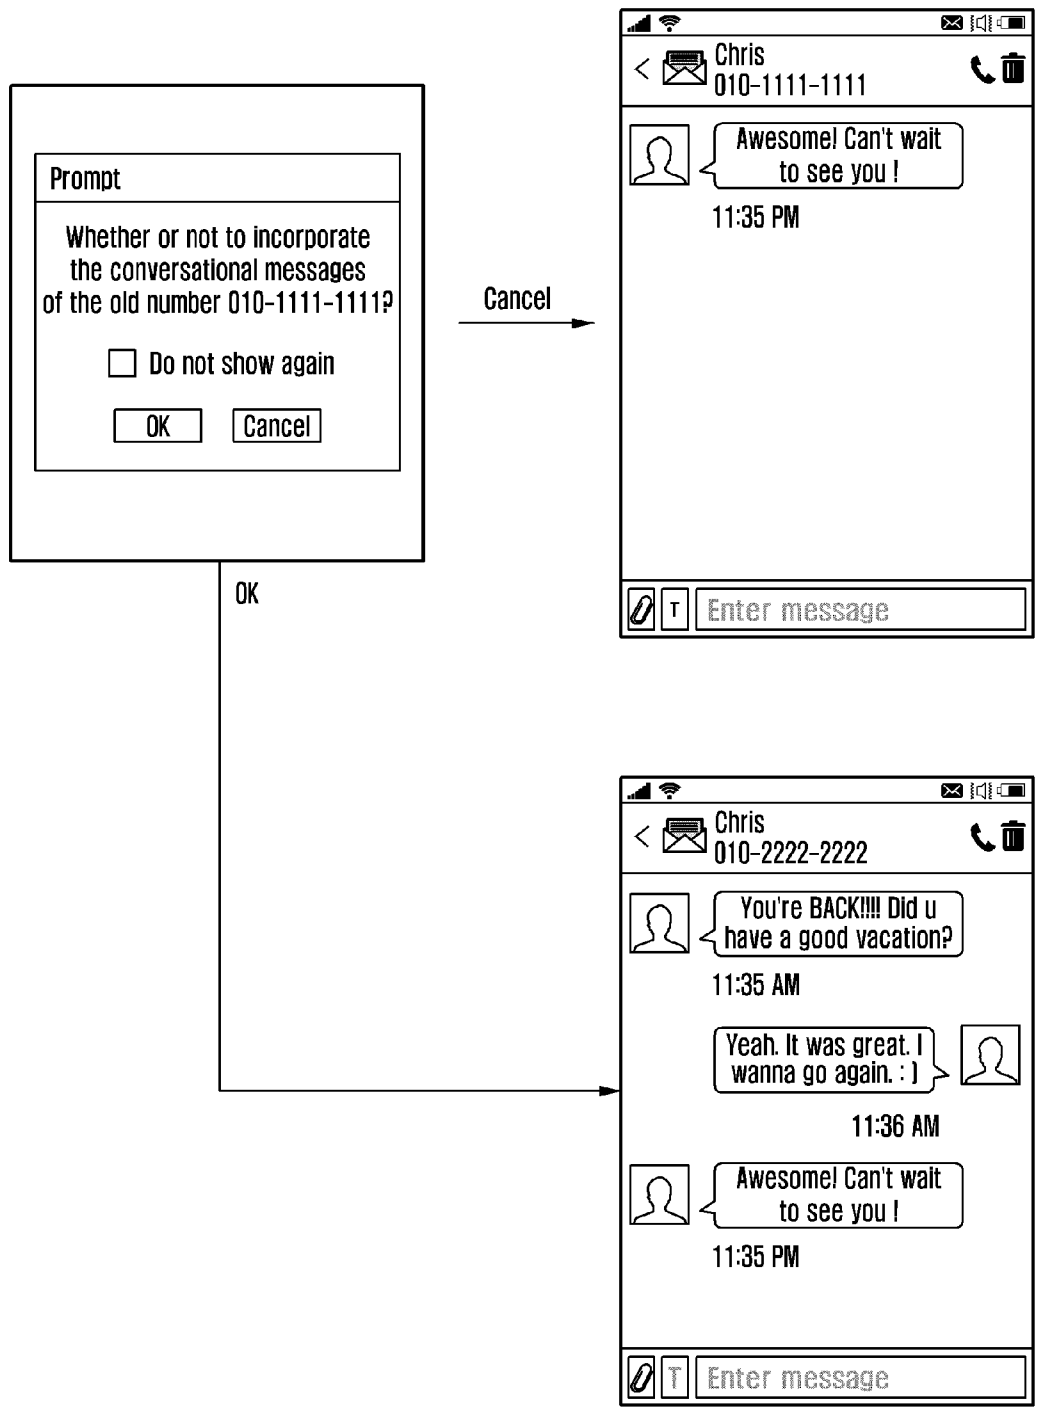 Prompt
Whether or not to incorporate
the conversational messages
of the old number 010-1111-1111?
Do not show again
OK
Cancel
Cancel
OK
Chris
010-1111-1111
Awesome! Can't wait
to see you !
11:35 PM
T
Enter message
Chris
010-2222-2222
You're BACK!!!! Did u
have a good vacation?
11:35 AM
Yeah. It was great. I
wanna go again. : )
11:36 AM
Awesome! Can't wait
to see you !
11:35 PM
T
Enter message